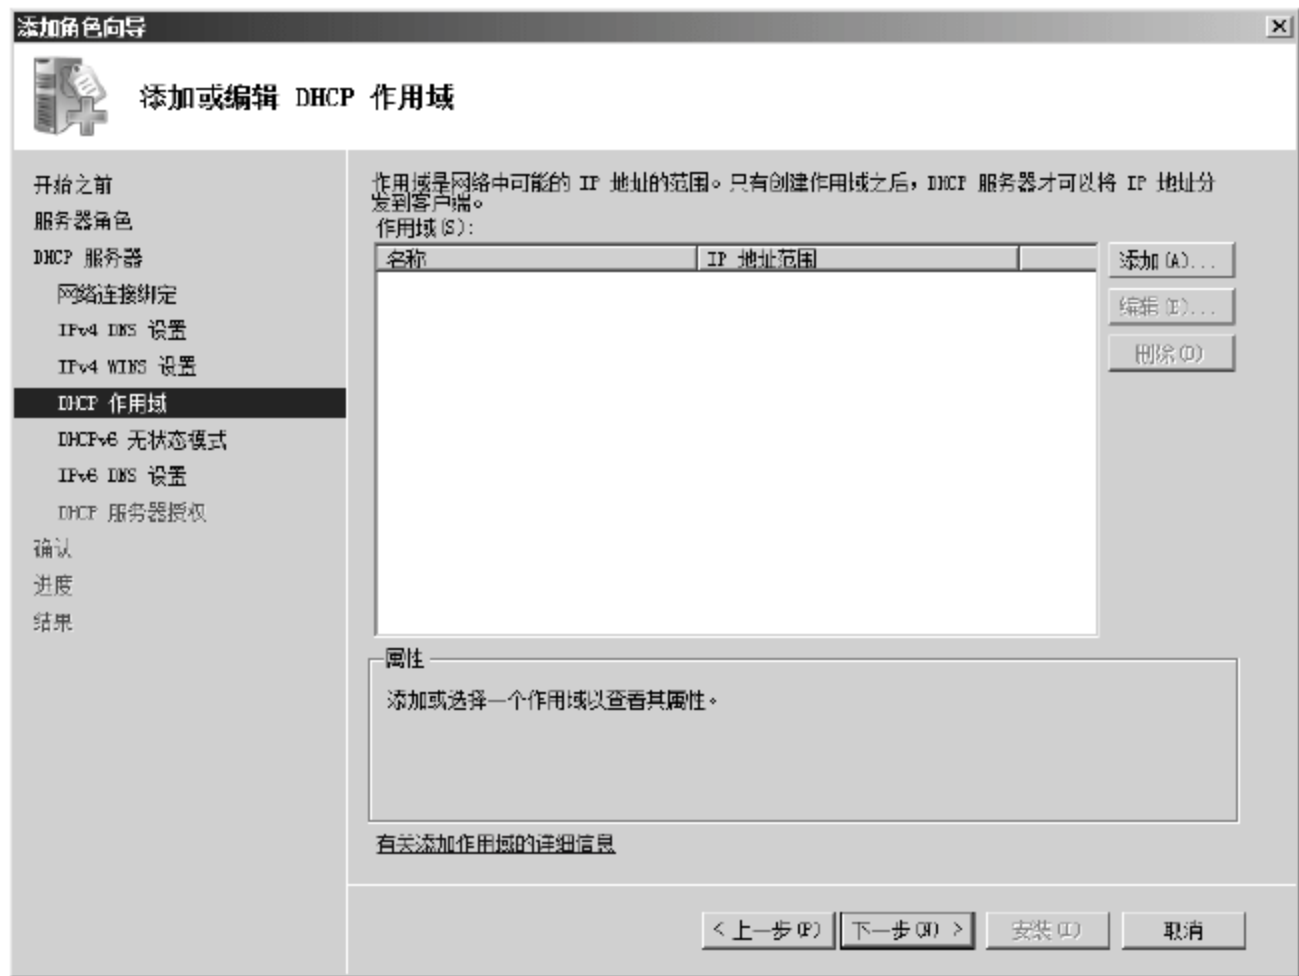 添加角色向导
添加或编辑 DHCP 作用域
开始之前
服务器角色
DHCP 服务器
网络连接绑定
IPv4 DNS 设置
IPv4 WINS 设置
DHCP 作用域
DHCPv6 无状态模式
IPv6 DNS 设置
DHCP 服务器授权
确认
进度
结果
作用域是网络中可能的 IP 地址的范围。只有创建作用域之后，DHCP 服务器才可以将 IP 地址分
发到客户端。
作用域(S)：
名称 IP 地址范围
添加(A)...
编辑(E)...
删除(D)
属性
添加或选择一个作用域以查看其属性。
有关添加作用域的详细信息
< 上一步(P) 下一步(N) > 安装(I) 取消